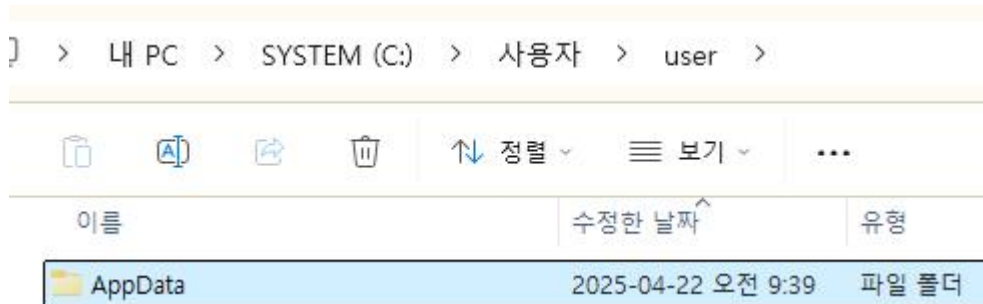 > 내 PC > SYSTEM (C:) > 사용자 > user >
정렬 보기 ...
이름 수정한 날짜 유형
AppData 2025-04-22 오전 9:39 파일 폴더